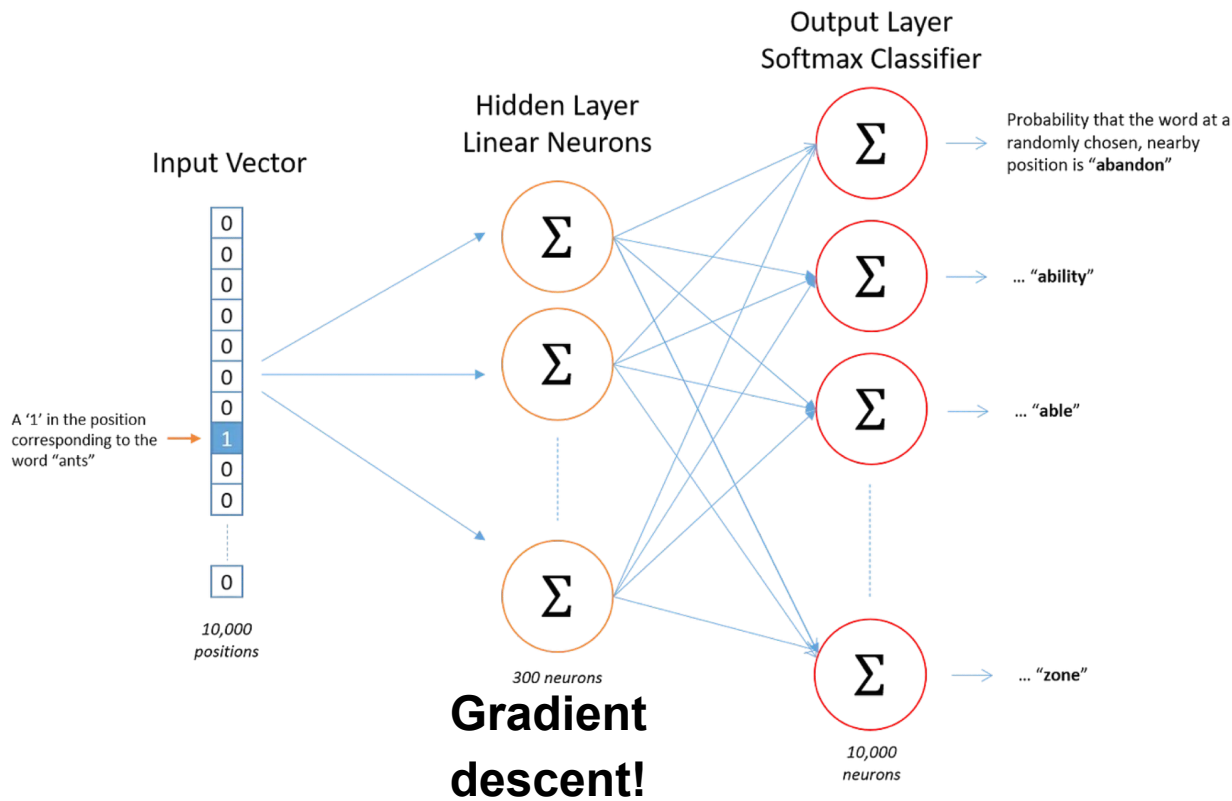 Output Layer
Softmax Classifier
Hidden Layer
Linear Neurons
Input Vector
0
0
0
0
0
0
0
1
0
0
0
A ‘1’ in the position
corresponding to the
word “ants”
10,000
positions
Σ
Σ
Σ
300 neurons
Gradient
descent!
Σ
Σ
Σ
Σ
10,000
neurons
Probability that the word at a
randomly chosen, nearby
position is “abandon”
... “ability”
... “able”
... “zone”